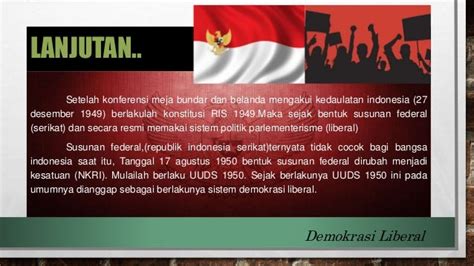 LANJUTAN..
Setelah konferensi meja bundar dan belanda mengakui kedaulatan indonesia (27
desember 1949) berlakulah konstitusi RIS 1949.Maka sejak bentuk susunan federal
(serikat) dan secara resmi memakai sistem politik parlementerisme (liberal)
Susunan federal,(republik indonesia serikat)ternyata tidak cocok bagi bangsa
indonesia saat itu, Tanggal 17 agustus 1950 bentuk susunan federal dirubah menjadi
kesatuan (NKRI). Mulailah berlaku UUDS 1950. Sejak berlakunya UUDS 1950 ini pada
umumnya dianggap sebagai berlakunya sistem demokrasi liberal.
Demokrasi Liberal